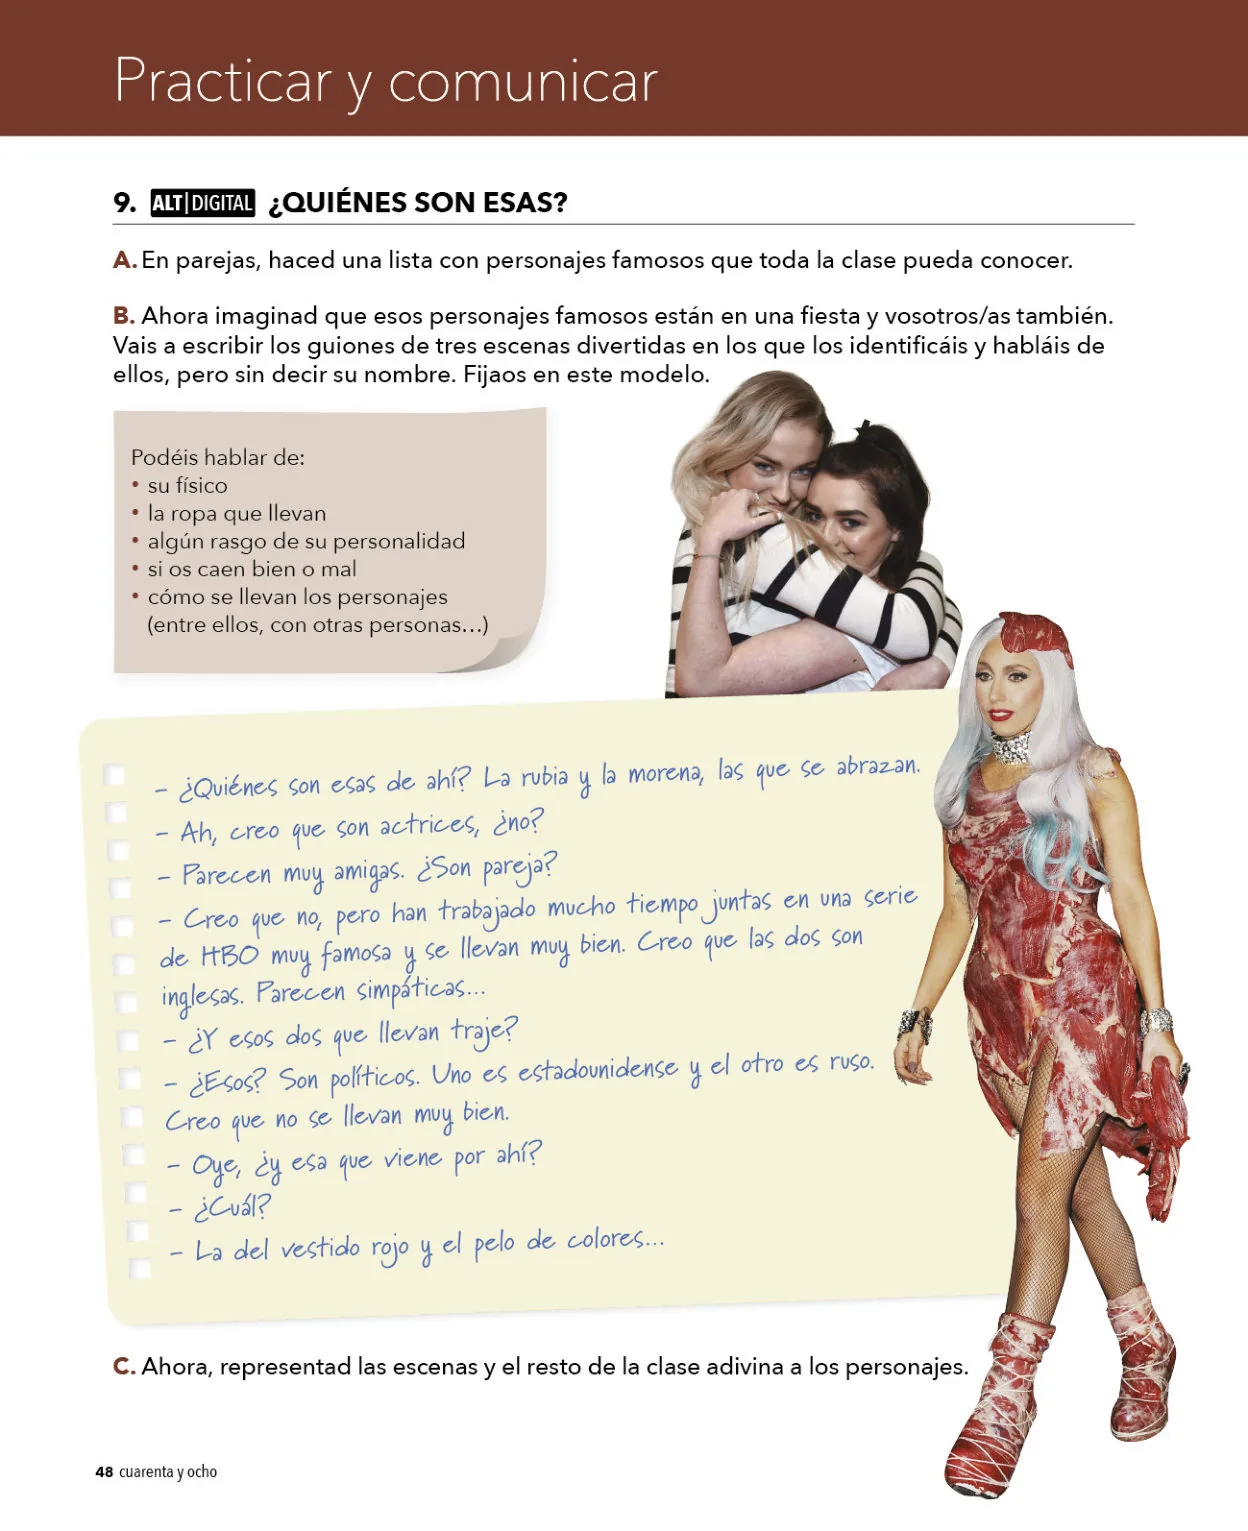 Practicar y comunicar
9. ALT|DIGITAL ¿QUIÉNES SON ESAS?
A. En parejas, haced una lista con personajes famosos que toda la clase pueda conocer.
B. Ahora imaginad que esos personajes famosos están en una fiesta y vosotros/as también.
Vais a escribir los guiones de tres escenas divertidas en los que los identificáis y habláis de
ellos, pero sin decir su nombre. Fijaos en este modelo.
Podéis hablar de:
• su físico
• la ropa que llevan
• algún rasgo de su personalidad
• si os caen bien o mal
• cómo se llevan los personajes
(entre ellos, con otras personas...)
– ¿Quiénes son esas de ahí? La rubia y la morena, las que se abrazan.
– Ah, creo que son actrices, ¿no?
– Parecen muy amigas. ¿Son pareja?
– Creo que no, pero han trabajado mucho tiempo juntas en una serie
de HBO muy famosa y se llevan muy bien. Creo que las dos son
inglesas. Parecen simpáticas...
– ¿Y esos dos que llevan traje?
– ¿Esos? Son políticos. Uno es estadounidense y el otro es ruso.
Creo que no se llevan muy bien.
– Oye, ¿y esa que viene por ahí?
– ¿Cuál?
– La del vestido rojo y el pelo de colores...
C. Ahora, representad las escenas y el resto de la clase adivina a los personajes.
48 cuarenta y ocho